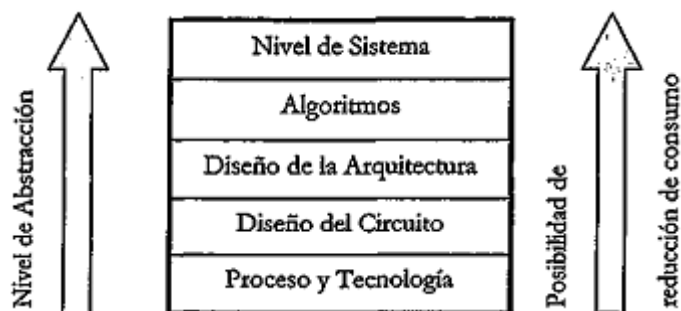 Nivel de Abstracción
Nivel de Sistema
Algoritmos
Diseño de la Arquitectura
Diseño del Circuito
Proceso y Tecnología
Posibilidad de
reducción de consumo